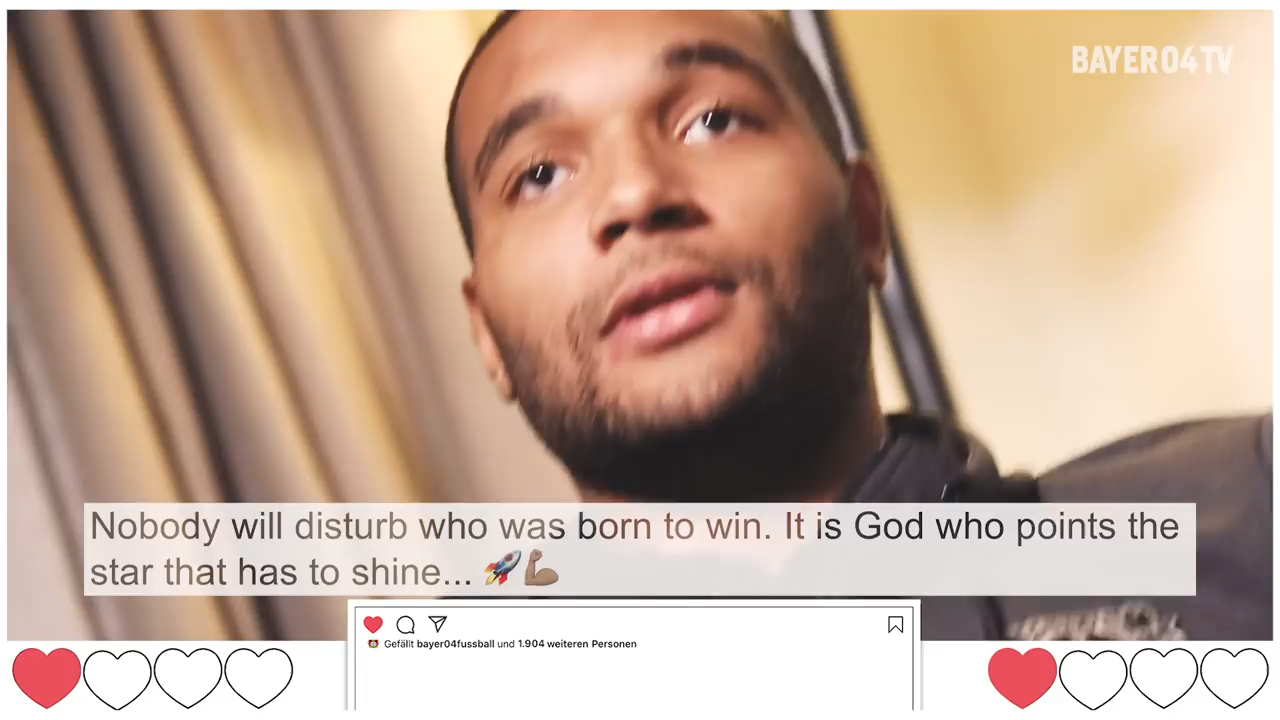 BAYER04TV
Nobody will disturb who was born to win. It is God who points the
star that has to shine... 🚀💪🏽
Gefällt bayer04fussball und 1.904 weiteren Personen